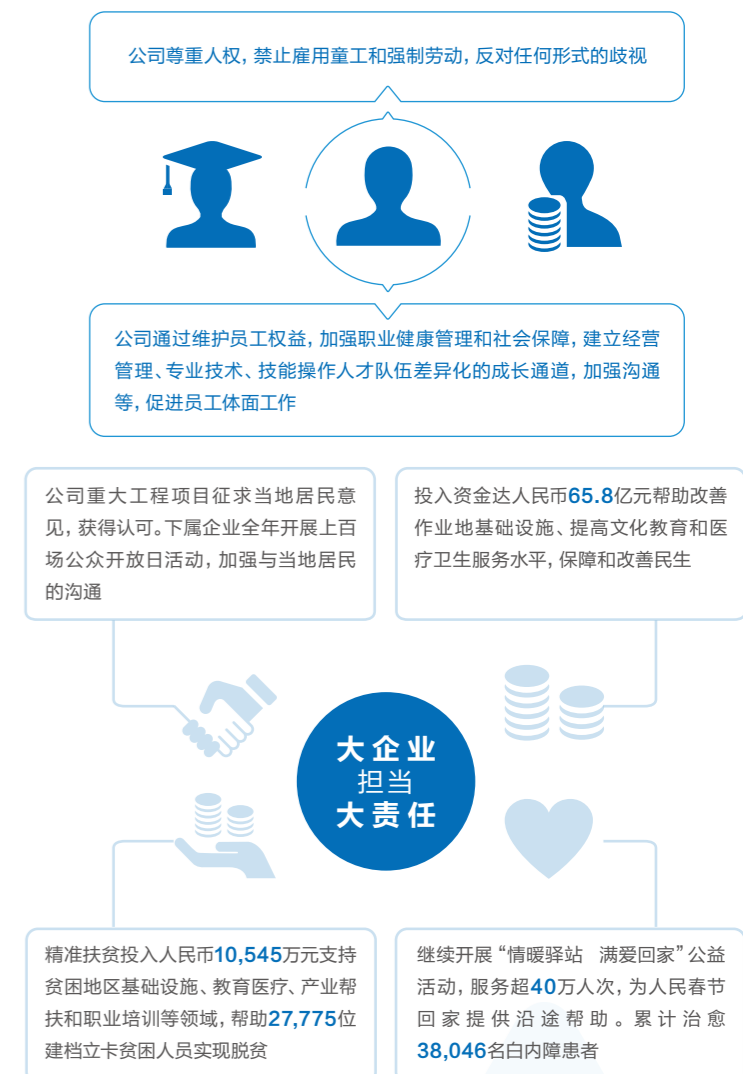 公司尊重人权，禁止雇用童工和强制劳动，反对任何形式的歧视
公司通过维护员工权益，加强职业健康管理和社会保障，建立经营
管理、专业技术、技能操作人才队伍差异化的成长通道，加强沟通
等，促进员工体面工作
公司重大工程项目征求当地居民意
见，获得认可。下属企业全年开展上百
场公众开放日活动，加强与当地居民
的沟通
投入资金达人民币65.8亿元帮助改善
作业地基础设施、提高文化教育和医
疗卫生服务水平，保障和改善民生
大企业
担当
大责任
精准扶贫投入人民币10,545万元支持
贫困地区基础设施、教育医疗、产业帮
扶和职业培训等领域，帮助27,775位
建档立卡贫困人员实现脱贫
继续开展“情暖驿站　满爱回家”公益
活动，服务超40万人次，为人民春节
回家提供沿途帮助。累计治愈
38,046名白内障患者